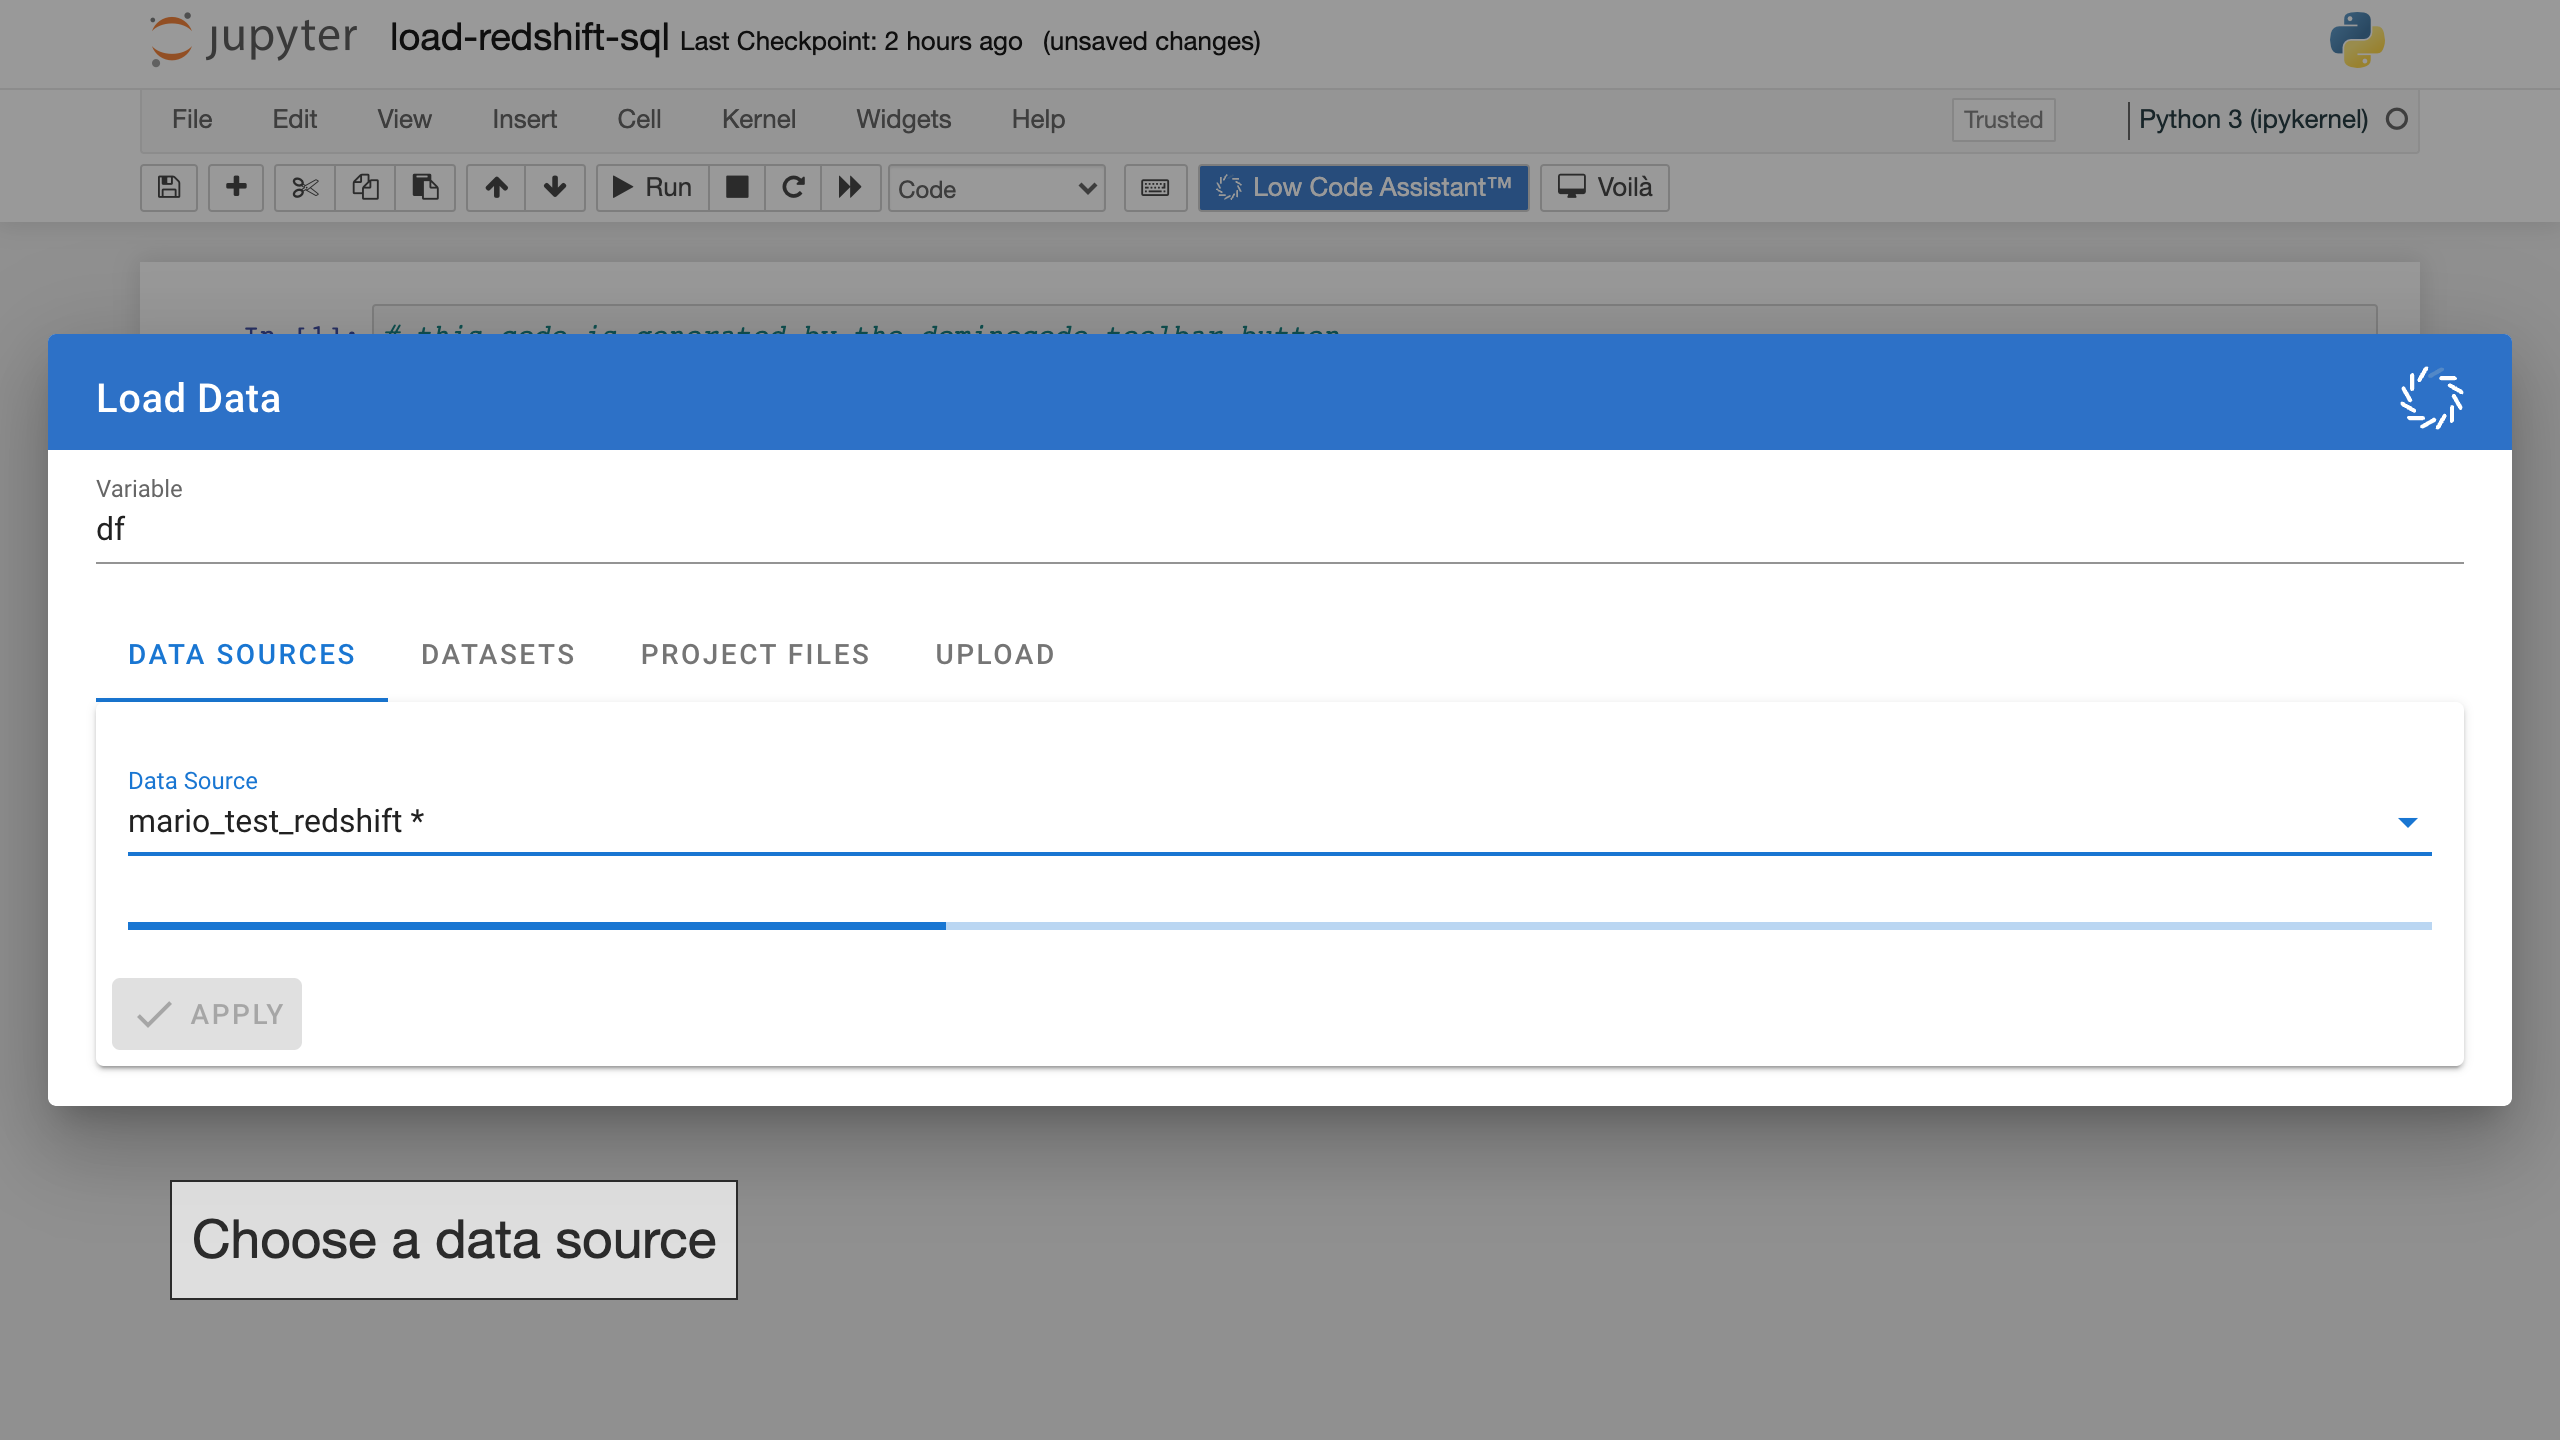 jupyter load-redshift-sql Last Checkpoint: 2 hours ago (unsaved changes)
File Edit View Insert Cell Kernel Widgets Help Trusted Python 3 (ipykernel)
Run Code Low Code Assistant™ Voilà
In [1]: # this code is generated by the dominocode toolbar button
Load Data
Variable
df
DATA SOURCES DATASETS PROJECT FILES UPLOAD
Data Source
mario_test_redshift *
APPLY
Choose a data source